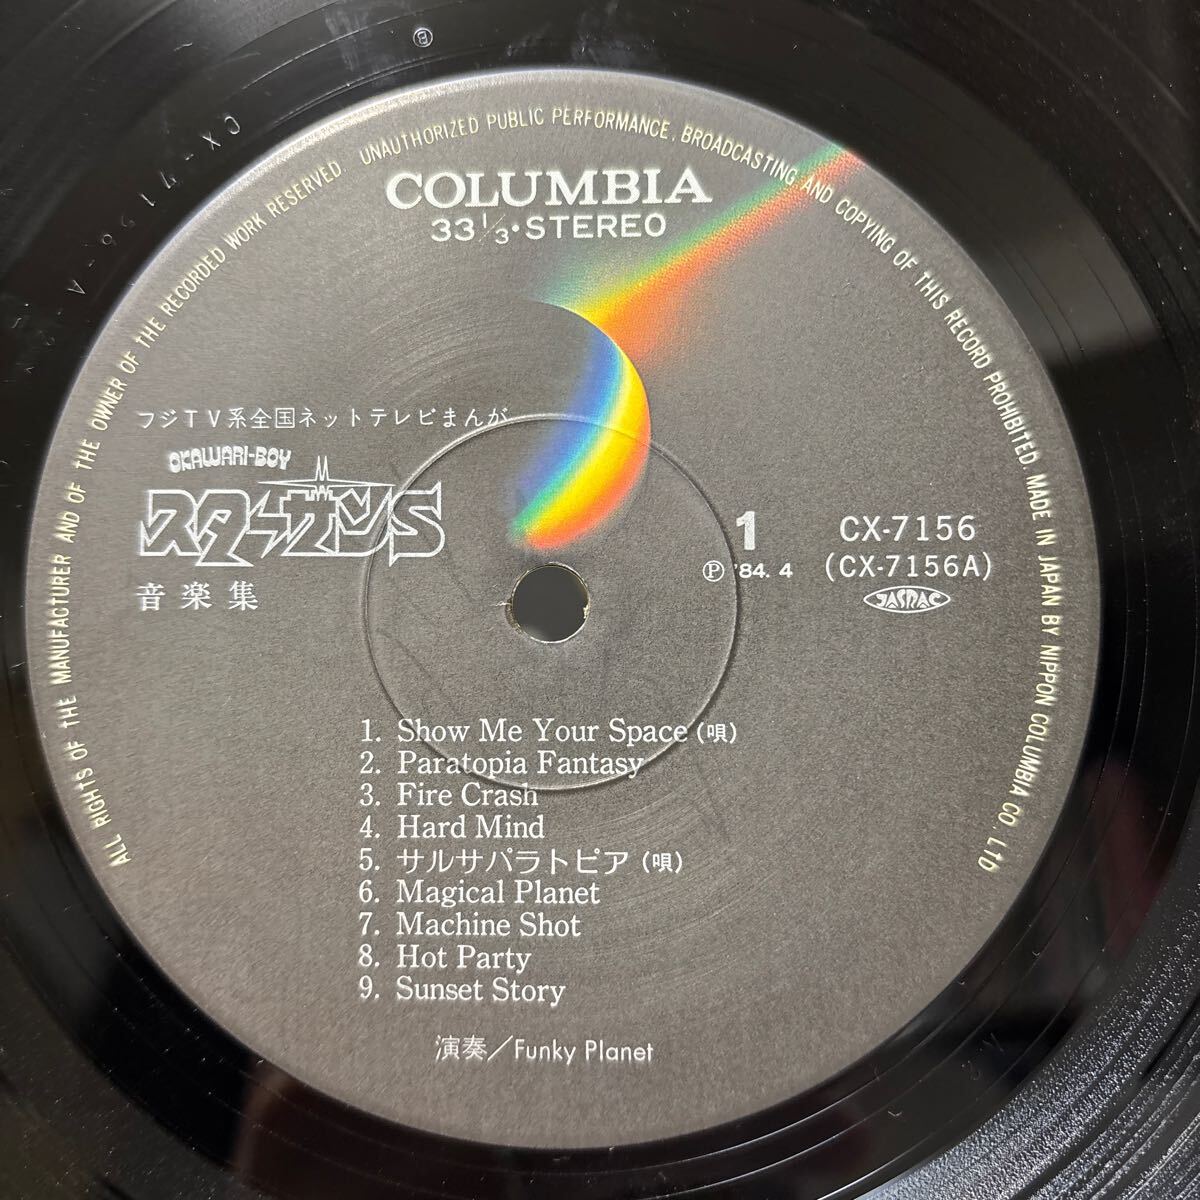 UNAUTHORIZED PUBLIC PERFORMANCE, BROADCASTING AND COPYING OF THIS RECORD PROHIBITED. MADE IN JAPAN BY NIPPON COLUMBIA CO. LTD
ALL RIGHTS OF THE MANUFACTURER AND OF THE OWNER OF THE RECORDED WORK RESERVED
COLUMBIA
33 1/3・STEREO
フジTV系全国ネットテレビまんが
OKAWARI-BOY
スターザンS
音楽集
1
Ⓟ '84. 4
CX-7156
(CX-7156A)
JASRAC
1. Show Me Your Space (唄)
2. Paratopia Fantasy
3. Fire Crash
4. Hard Mind
5. サルサパラトピア (唄)
6. Magical Planet
7. Machine Shot
8. Hot Party
9. Sunset Story
演奏/Funky Planet